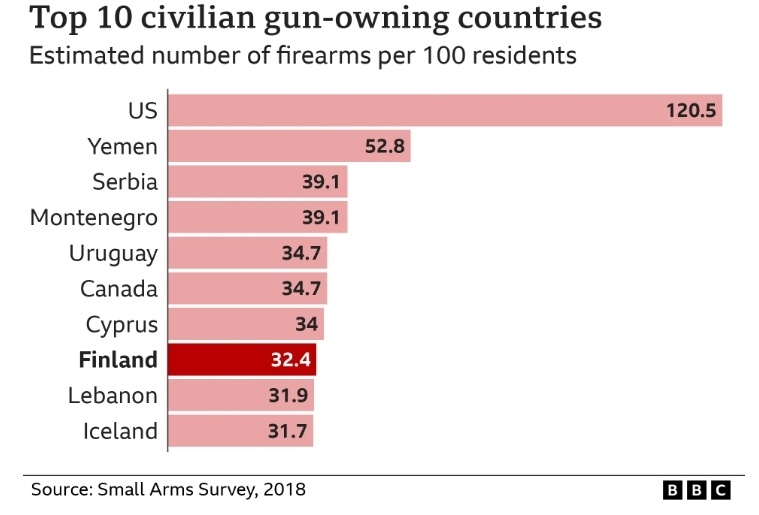 Top 10 civilian gun-owning countries
Estimated number of firearms per 100 residents
US 120.5
Yemen 52.8
Serbia 39.1
Montenegro 39.1
Uruguay 34.7
Canada 34.7
Cyprus 34
Finland 32.4
Lebanon 31.9
Iceland 31.7
Source: Small Arms Survey, 2018 BBC